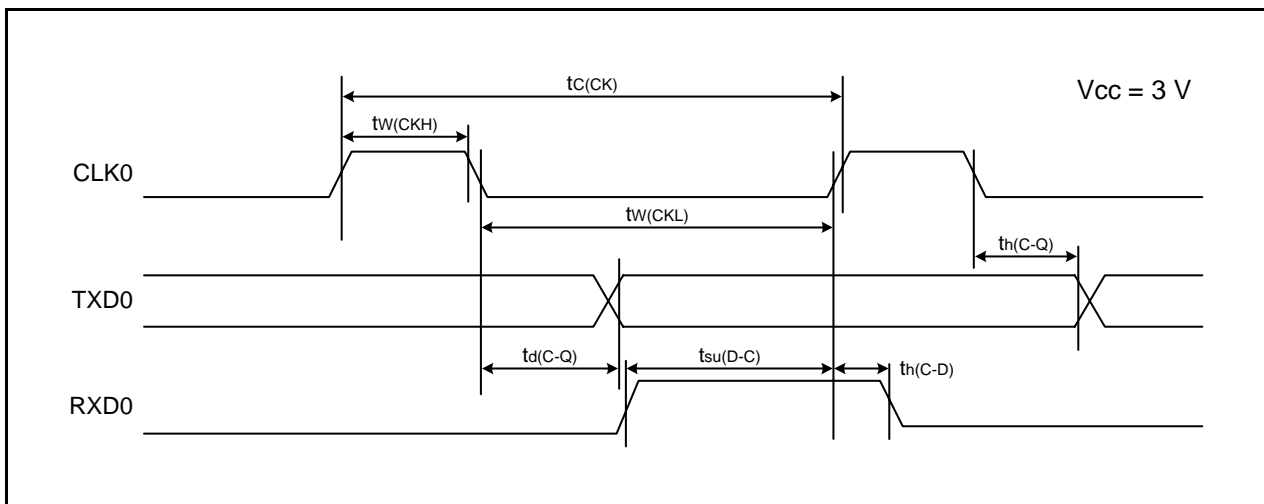 tC(CK)
Vcc = 3 V
tW(CKH)
CLK0
tW(CKL)
th(C-Q)
TXD0
td(C-Q)
tsu(D-C)
th(C-D)
RXD0